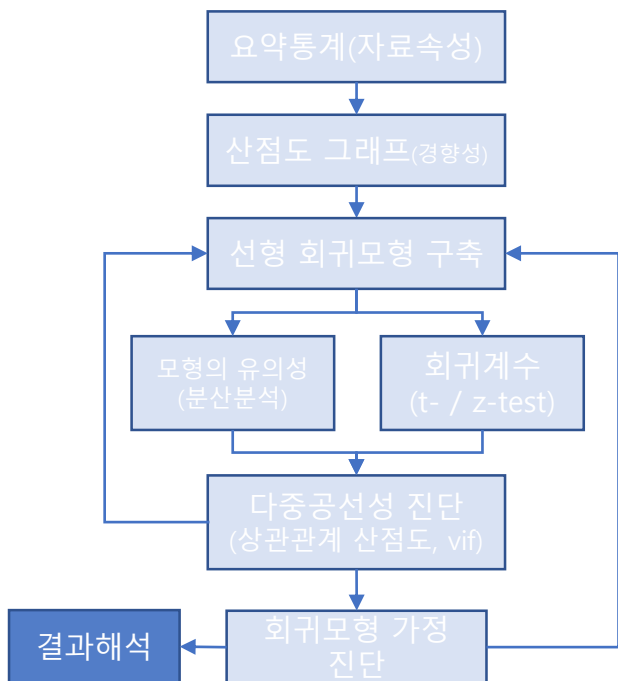 요약통계(자료속성)
산점도 그래프(경향성)
선형 회귀모형 구축
모형의 유의성
(분산분석)
회귀계수
(t- / z-test)
다중공선성 진단
(상관관계 산점도, vif)
결과해석
회귀모형 가정
진단